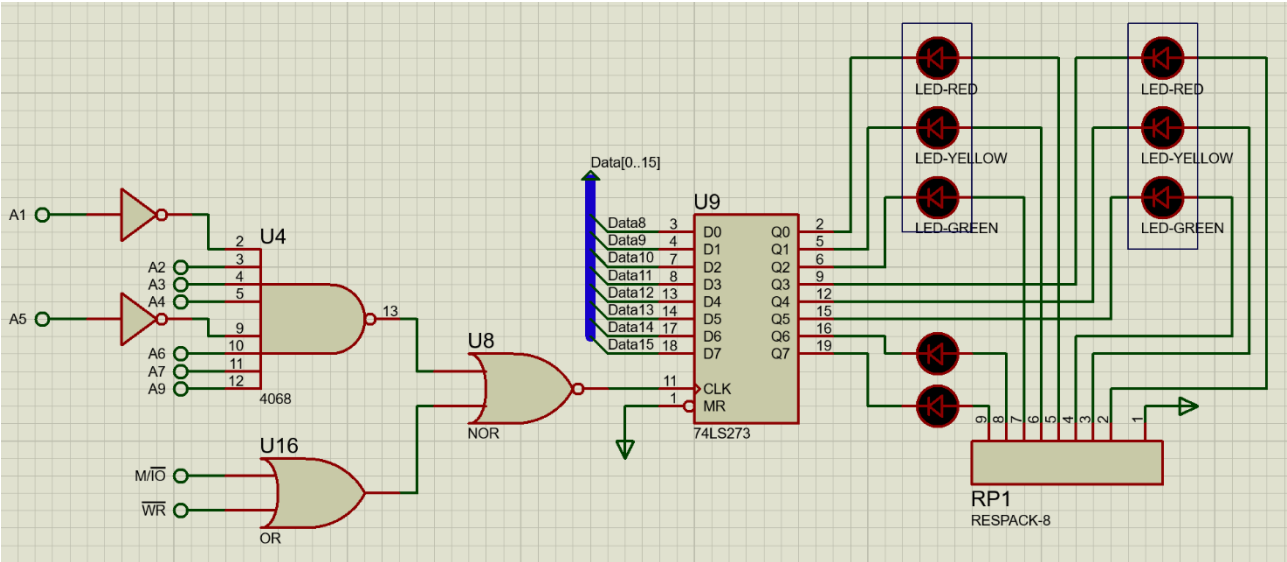 A1
A2
A3
A4
A5
A6
A7
A9
2
3
4
5
9
10
11
12
U4
13
4068
U16
M/I̅O̅
W̅R̅
OR
U8
NOR
Data[0..15]
Data8
Data9
Data10
Data11
Data12
Data13
Data14
Data15
3
4
7
8
13
14
17
18
11
1
U9
D0 Q0
D1 Q1
D2 Q2
D3 Q3
D4 Q4
D5 Q5
D6 Q6
D7 Q7
CLK
MR
74LS273
2
5
6
9
12
15
16
19
LED-RED
LED-YELLOW
LED-GREEN
LED-RED
LED-YELLOW
LED-GREEN
9 8 7 6 5 4 3 2 1
RP1
RESPACK-8